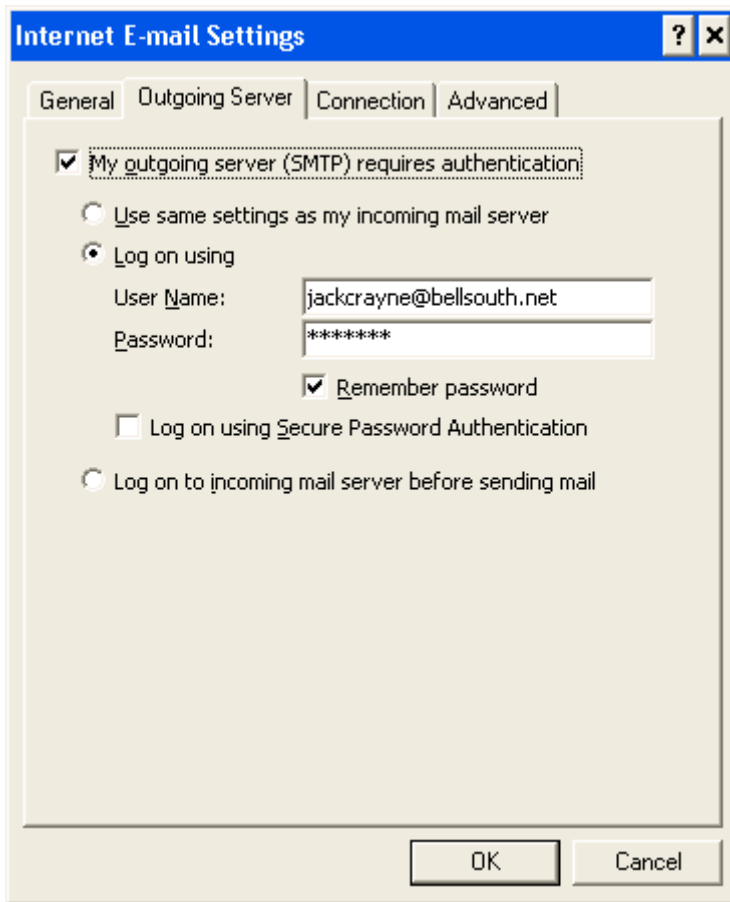 Internet E-mail Settings
General Outgoing Server Connection Advanced
My outgoing server (SMTP) requires authentication
Use same settings as my incoming mail server
Log on using
User Name: jackcrayne@bellsouth.net
Password: *******
Remember password
Log on using Secure Password Authentication
Log on to incoming mail server before sending mail
OK Cancel